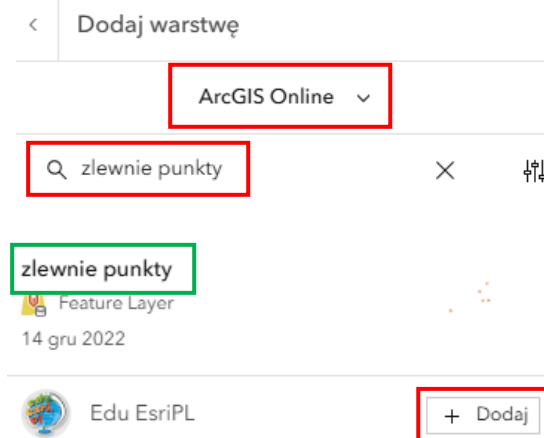 Dodaj warstwę
ArcGIS Online
zlewnie punkty
zlewnie punkty
Feature Layer
14 gru 2022
Edu EsriPL
+ Dodaj